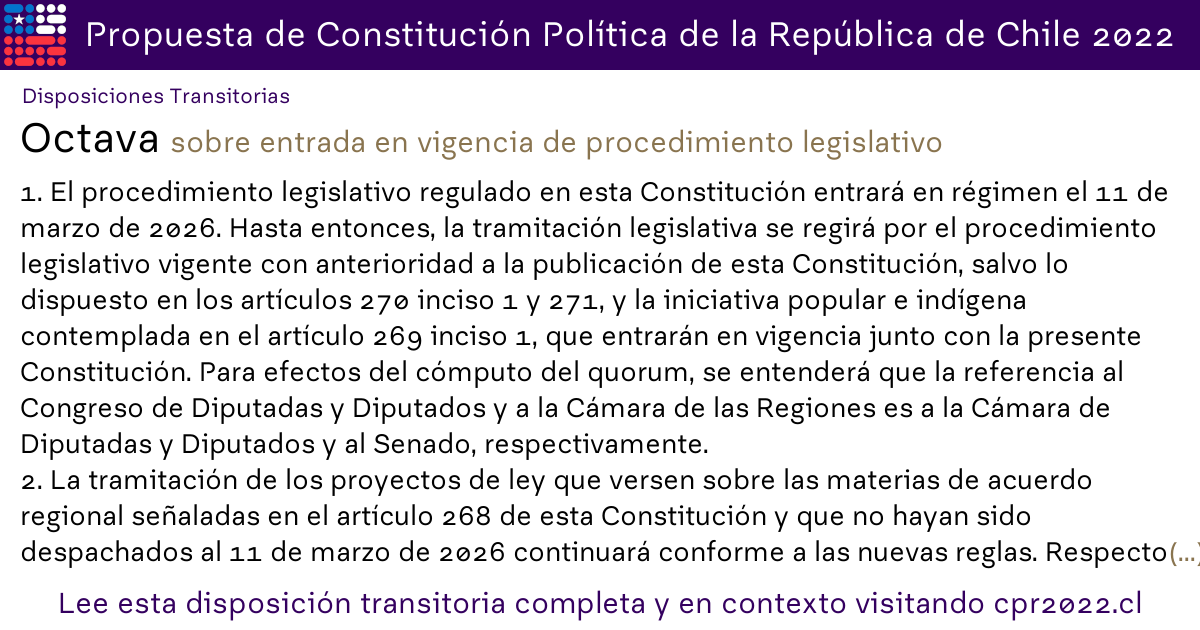 Propuesta de Constitución Política de la República de Chile 2022
Disposiciones Transitorias
Octava sobre entrada en vigencia de procedimiento legislativo
1. El procedimiento legislativo regulado en esta Constitución entrará en régimen el 11 de
marzo de 2026. Hasta entonces, la tramitación legislativa se regirá por el procedimiento
legislativo vigente con anterioridad a la publicación de esta Constitución, salvo lo
dispuesto en los artículos 270 inciso 1 y 271, y la iniciativa popular e indígena
contemplada en el artículo 269 inciso 1, que entrarán en vigencia junto con la presente
Constitución. Para efectos del cómputo del quorum, se entenderá que la referencia al
Congreso de Diputadas y Diputados y a la Cámara de las Regiones es a la Cámara de
Diputadas y Diputados y al Senado, respectivamente.
2. La tramitación de los proyectos de ley que versen sobre las materias de acuerdo
regional señaladas en el artículo 268 de esta Constitución y que no hayan sido
despachados al 11 de marzo de 2026 continuará conforme a las nuevas reglas. Respecto(...)
Lee esta disposición transitoria completa y en contexto visitando cpr2022.cl